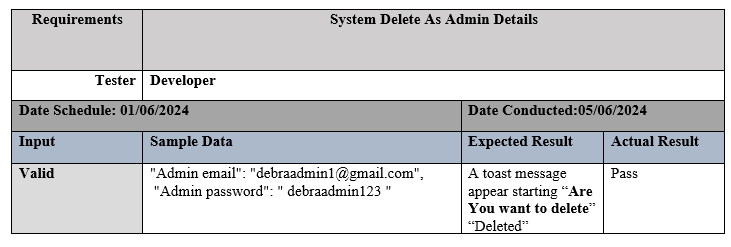 Requirements
System Delete As Admin Details
Tester
Developer
Date Schedule: 01/06/2024
Date Conducted:05/06/2024
Input
Sample Data
Expected Result
Actual Result
Valid
"Admin email": "debraadmin1@gmail.com",
"Admin password": " debraadmin123 "
A toast message
appear starting “Are
You want to delete”
“Deleted”
Pass